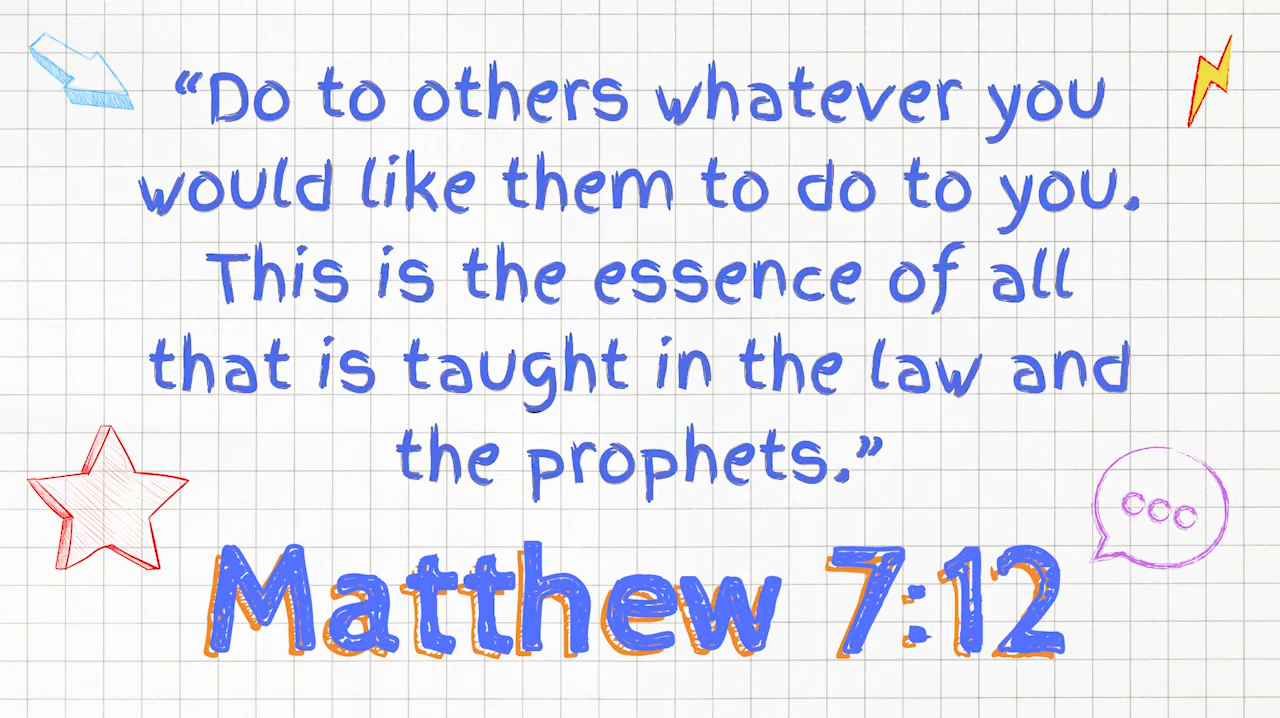 “Do to others whatever you
would like them to do to you.
This is the essence of all
that is taught in the law and
the prophets.”
Matthew 7:12